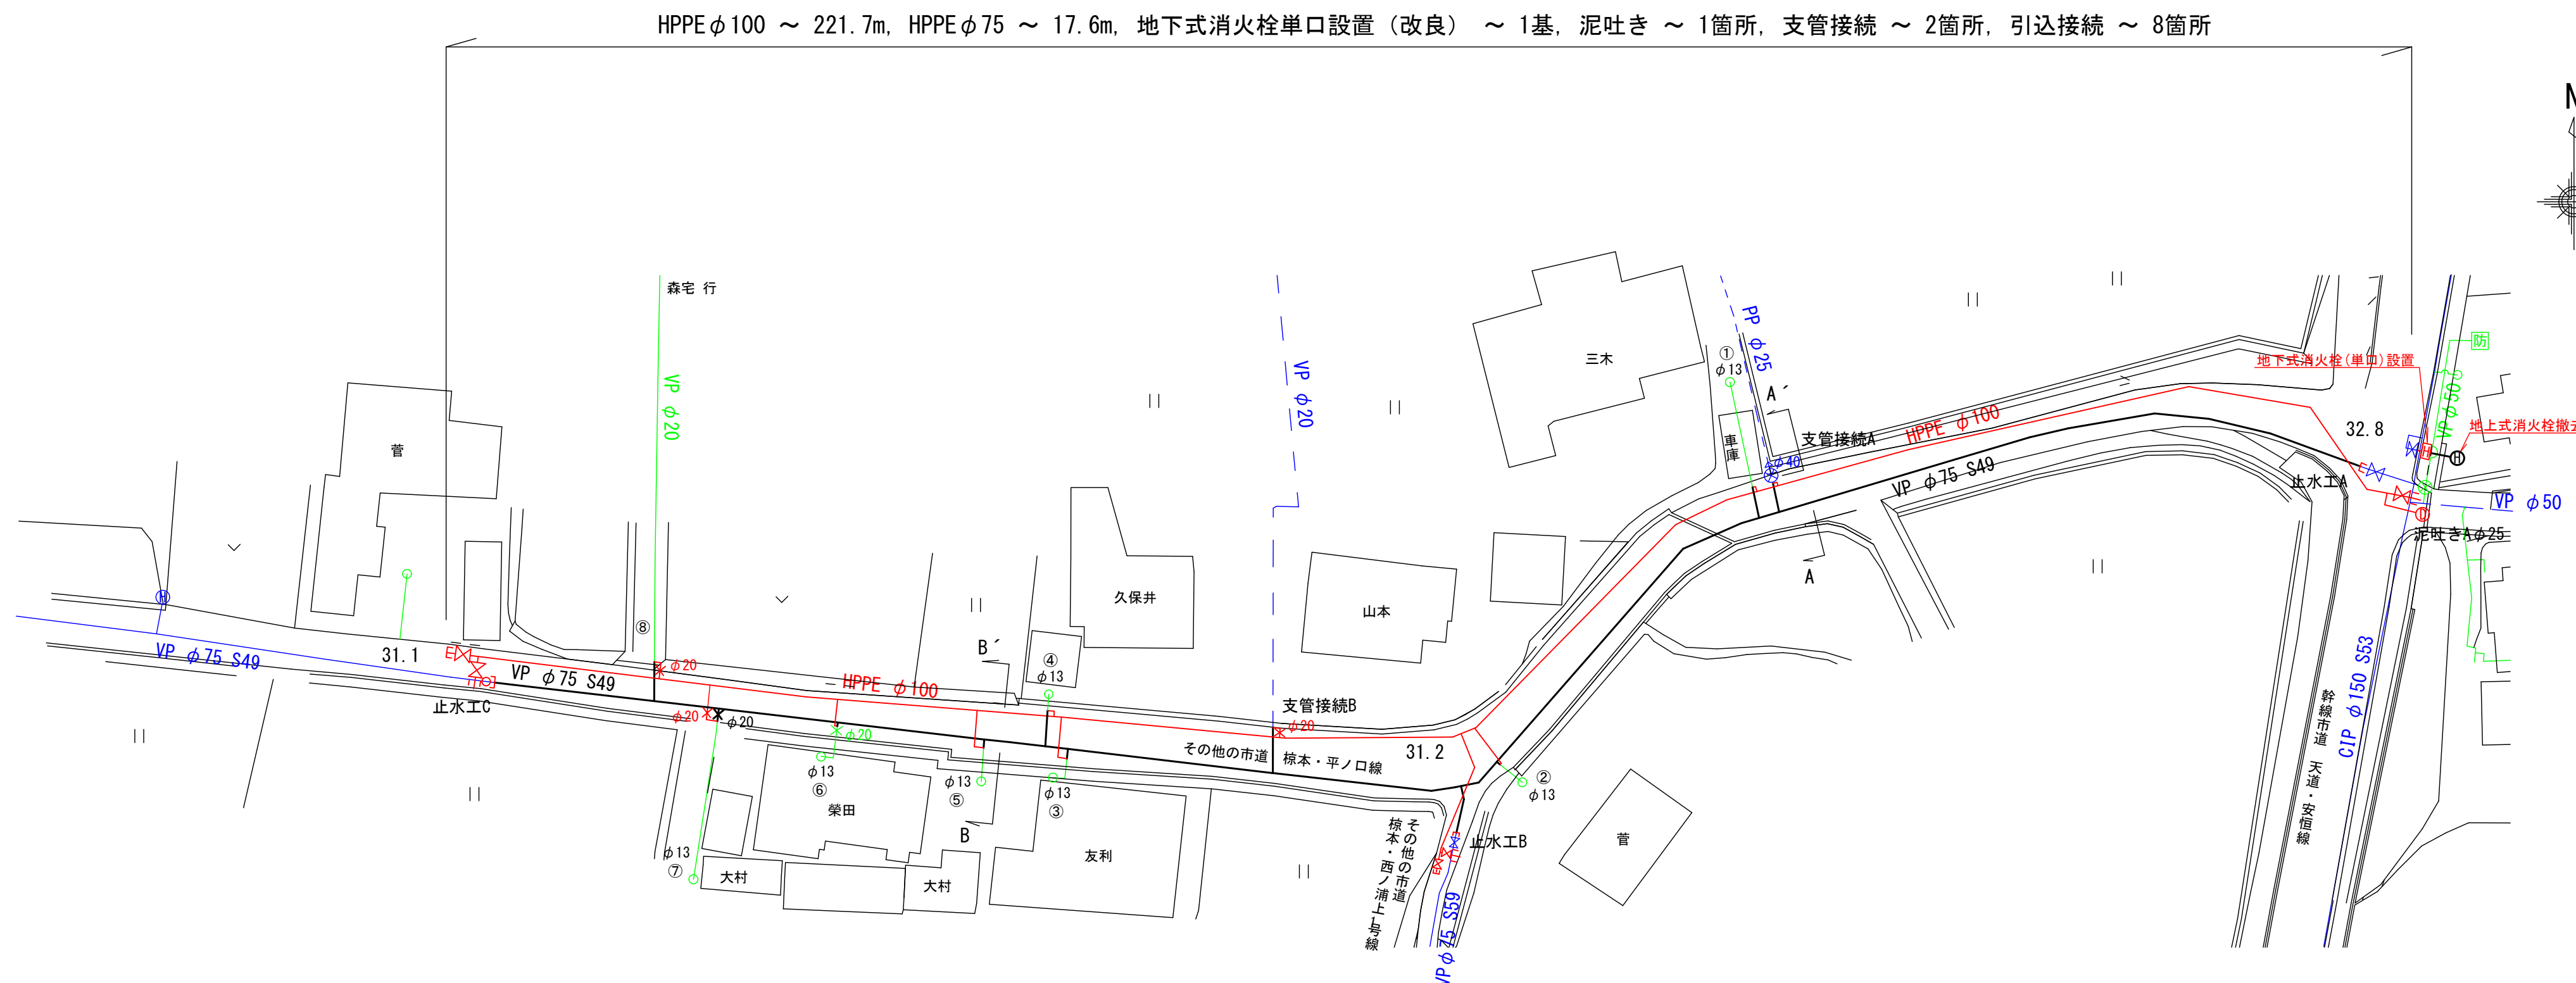 HPPEφ100 ～ 221.7m, HPPEφ75 ～ 17.6m, 地下式消火栓単口設置（改良） ～ 1基, 泥吐き ～ 1箇所, 支管接続 ～ 2箇所, 引込接続 ～ 8箇所
森宅 行
VP φ20
VP φ20
三木
①
φ13
PP φ25
A´
車庫
φ40
支管接続A
HPPE φ100
VP φ75 S49
A
地下式消火栓(単口)設置
防
VPφ50
地上式消火栓撤
32.8
H
H
止水工A
VP φ50
D
泥吐きAφ25
菅
H
VP φ75 S49
31.1
止水工C
VP φ75 S49
⑧
φ20
HPPE φ100
φ20
φ20
φ20
φ13
⑥
榮田
φ13
⑦
大村
大村
B´
B
④
φ13
久保井
φ13
⑤
φ13
③
友利
山本
支管接続B
φ20
その他の市道
椋本・平ノ口線
31.2
②
φ13
止水工B
菅
その他の市道
椋本・西ノ浦上1号線
VPφ75 S59
幹線市道 天道・安恒線
CIP φ150 S53